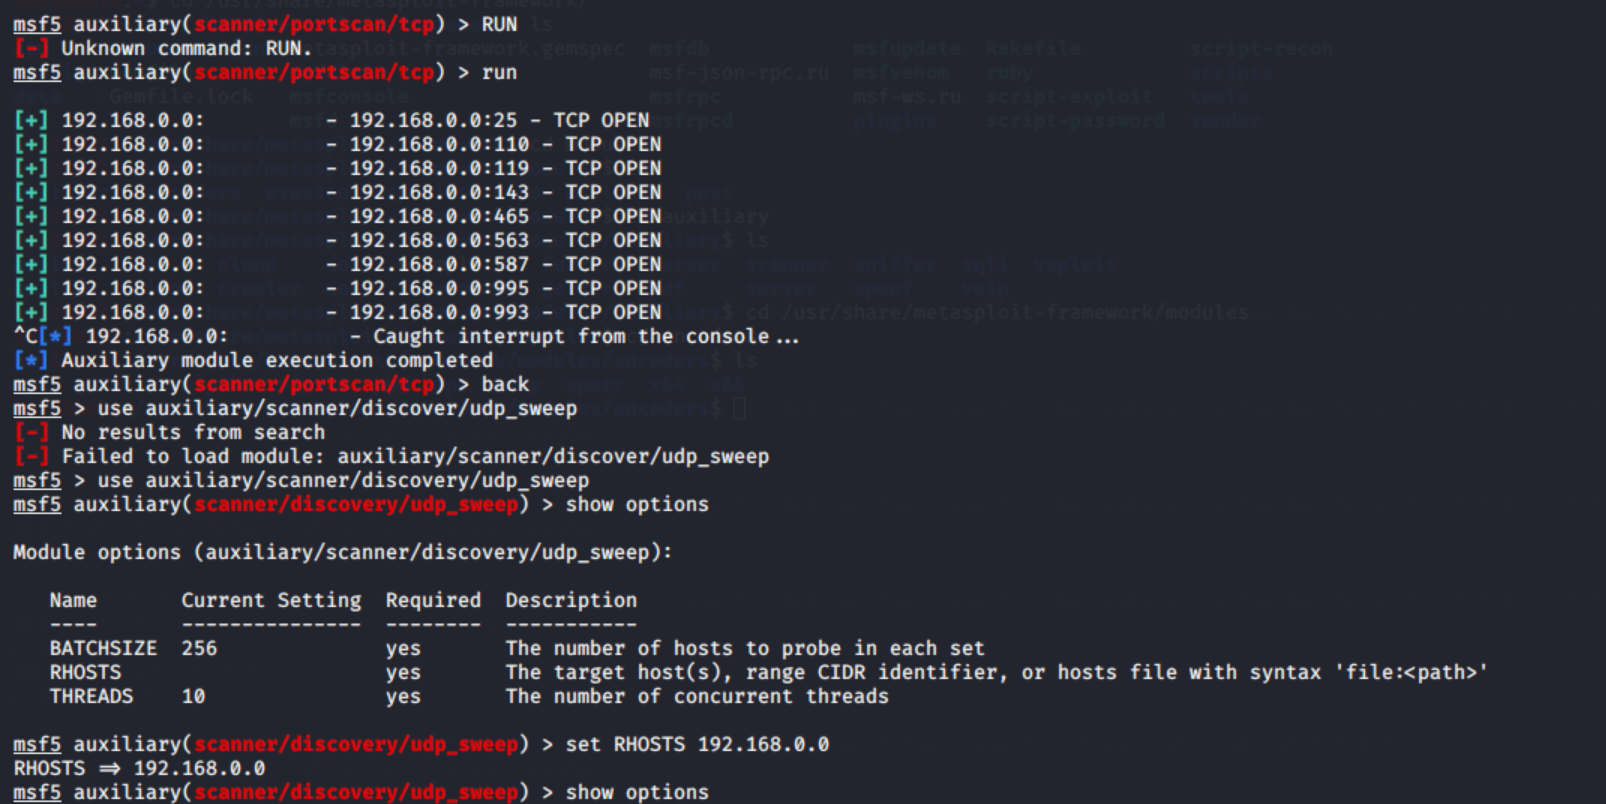 msf5 auxiliary(scanner/portscan/tcp) > RUN
[-] Unknown command: RUN.
msf5 auxiliary(scanner/portscan/tcp) > run
[+] 192.168.0.0: - 192.168.0.0:25 - TCP OPEN
[+] 192.168.0.0: - 192.168.0.0:110 - TCP OPEN
[+] 192.168.0.0: - 192.168.0.0:119 - TCP OPEN
[+] 192.168.0.0: - 192.168.0.0:143 - TCP OPEN
[+] 192.168.0.0: - 192.168.0.0:465 - TCP OPEN
[+] 192.168.0.0: - 192.168.0.0:563 - TCP OPEN
[+] 192.168.0.0: - 192.168.0.0:587 - TCP OPEN
[+] 192.168.0.0: - 192.168.0.0:995 - TCP OPEN
[+] 192.168.0.0: - 192.168.0.0:993 - TCP OPEN
^C[*] 192.168.0.0: - Caught interrupt from the console...
[*] Auxiliary module execution completed
msf5 auxiliary(scanner/portscan/tcp) > back
msf5 > use auxiliary/scanner/discover/udp_sweep
[-] No results from search
[-] Failed to load module: auxiliary/scanner/discover/udp_sweep
msf5 > use auxiliary/scanner/discovery/udp_sweep
msf5 auxiliary(scanner/discovery/udp_sweep) > show options
Module options (auxiliary/scanner/discovery/udp_sweep):
Name Current Setting Required Description
---- --------------- -------- -----------
BATCHSIZE 256 yes The number of hosts to probe in each set
RHOSTS yes The target host(s), range CIDR identifier, or hosts file with syntax 'file:<path>'
THREADS 10 yes The number of concurrent threads
msf5 auxiliary(scanner/discovery/udp_sweep) > set RHOSTS 192.168.0.0
RHOSTS => 192.168.0.0
msf5 auxiliary(scanner/discovery/udp_sweep) > show options